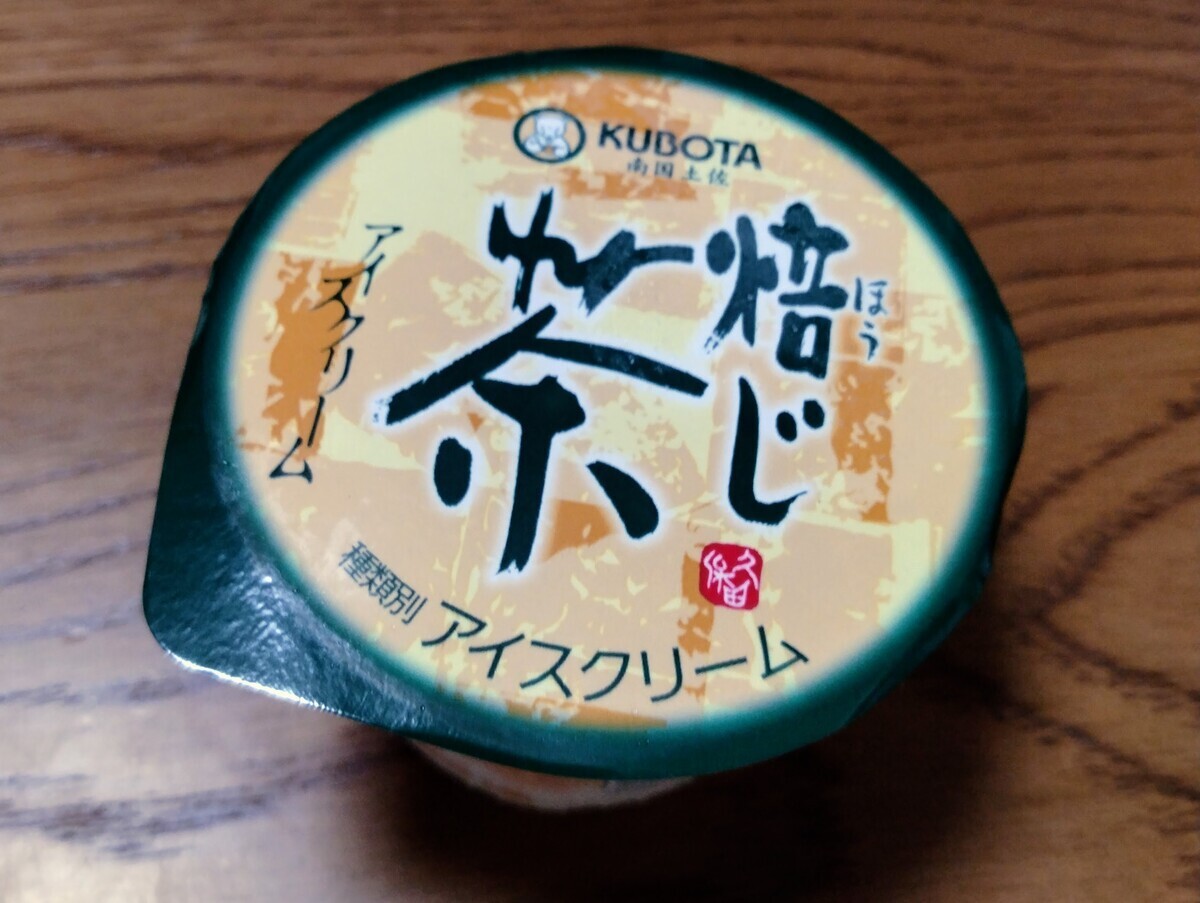 KUBOTA
南国土佐
焙じ
ほう
茶
アイスクリーム
久保田
種類別 アイスクリーム